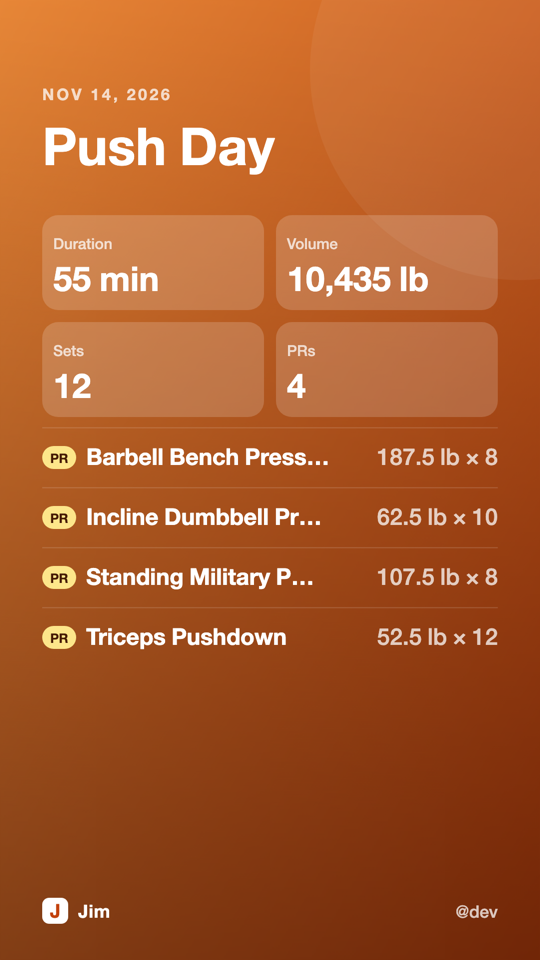 NOV 14, 2026
Push Day
Duration
55 min
Volume
10,435 lb
Sets
12
PRs
4
PR Barbell Bench Press… 187.5 lb × 8
PR Incline Dumbbell Pr… 62.5 lb × 10
PR Standing Military P… 107.5 lb × 8
PR Triceps Pushdown 52.5 lb × 12
J Jim @dev